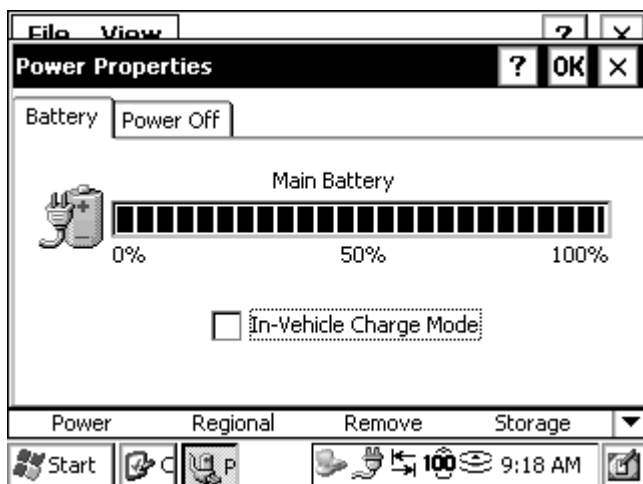 File View ? ×
Power Properties ? OK ×
Battery Power Off
Main Battery
0% 50% 100%
In-Vehicle Charge Mode
Power Regional Remove Storage
Start C P 100 9:18 AM